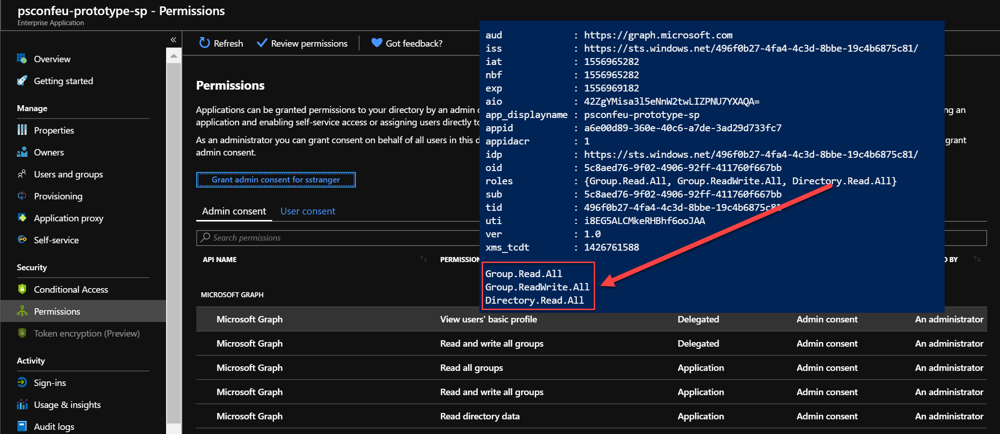 psconfeu-prototype-sp - Permissions
Enterprise Application
Overview
Getting started
Manage
Properties
Owners
Users and groups
Provisioning
Application proxy
Self-service
Security
Conditional Access
Permissions
Token encryption (Preview)
Activity
Sign-ins
Usage & insights
Audit logs
Refresh
Review permissions
Got feedback?
Permissions
Applications can be granted permissions to your directory by an admin
ng an
application and enabling self-service access or assigning users directly
As an administrator you can grant consent on behalf of all users in this
grant
admin consent.
Grant admin consent for sstranger
Admin consent
User consent
Search permissions
API NAME
PERMISSION
BY
MICROSOFT GRAPH
Microsoft Graph View users' basic profile Delegated Admin consent An administrator
Microsoft Graph Read and write all groups Delegated Admin consent An administrator
Microsoft Graph Read all groups Application Admin consent An administrator
Microsoft Graph Read and write all groups Application Admin consent An administrator
Microsoft Graph Read directory data Application Admin consent An administrator
aud : https://graph.microsoft.com
iss : https://sts.windows.net/496f0b27-4fa4-4c3d-8bbe-19c4b6875c81/
iat : 1556965282
nbf : 1556965282
exp : 1556969182
aio : 42ZgYMisa3l5eNnW2twLIZPNU7YXAQA=
app_displayname : psconfeu-prototype-sp
appid : a6e00d89-360e-40c6-a7de-3ad29d733fc7
appidacr : 1
idp : https://sts.windows.net/496f0b27-4fa4-4c3d-8bbe-19c4b6875c81/
oid : 5c8aed76-9f02-4906-92ff-411760f667bb
roles : {Group.Read.All, Group.ReadWrite.All, Directory.Read.All}
sub : 5c8aed76-9f02-4906-92ff-411760f667bb
tid : 496f0b27-4fa4-4c3d-8bbe-19c4b6875c81
uti : i8EG5ALCMkeRHBhf6ooJAA
ver : 1.0
xms_tcdt : 1426761588
Group.Read.All
Group.ReadWrite.All
Directory.Read.All